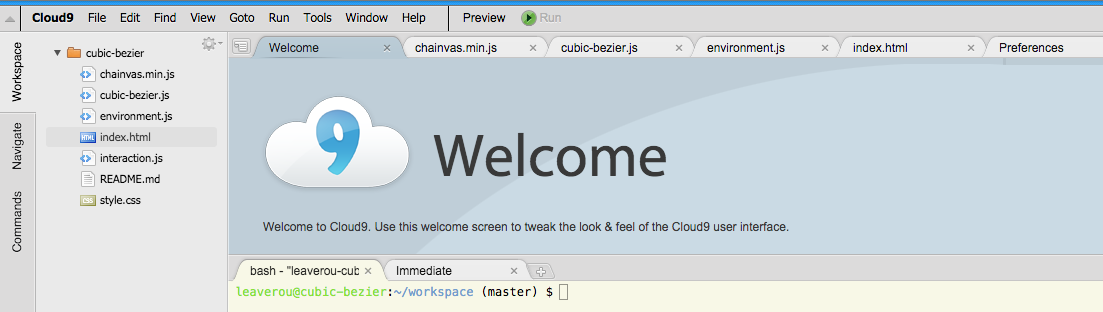 Cloud9 File Edit Find View Goto Run Tools Window Help Preview Run
Workspace
Navigate
Commands
cubic-bezier
chainvas.min.js
cubic-bezier.js
environment.js
index.html
interaction.js
README.md
style.css
Welcome chainvas.min.js cubic-bezier.js environment.js index.html Preferences
9
Welcome
Welcome to Cloud9. Use this welcome screen to tweak the look & feel of the Cloud9 user interface.
bash - "leaverou-cub Immediate
leaverou@cubic-bezier:~/workspace (master) $